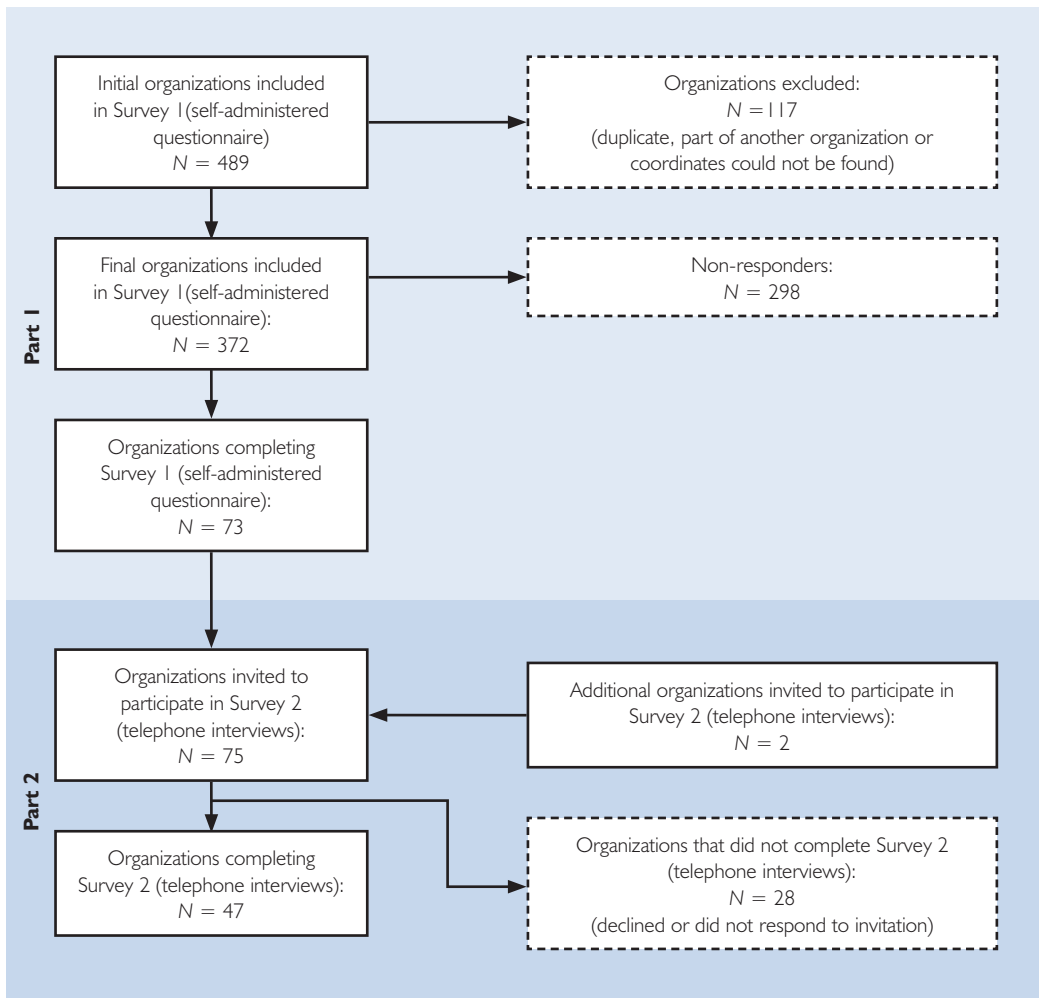 Part 1
Initial organizations included
in Survey 1(self-administered
questionnaire)
N = 489
Organizations excluded:
N =117
(duplicate, part of another organization or
coordinates could not be found)
Final organizations included
in Survey 1(self-administered
questionnaire):
N = 372
Non-responders:
N = 298
Organizations completing
Survey 1 (self-administered
questionnaire):
N = 73
Part 2
Organizations invited to
participate in Survey 2
(telephone interviews):
N = 75
Additional organizations invited to participate in
Survey 2 (telephone interviews):
N = 2
Organizations completing
Survey 2 (telephone interviews):
N = 47
Organizations that did not complete Survey 2
(telephone interviews):
N = 28
(declined or did not respond to invitation)